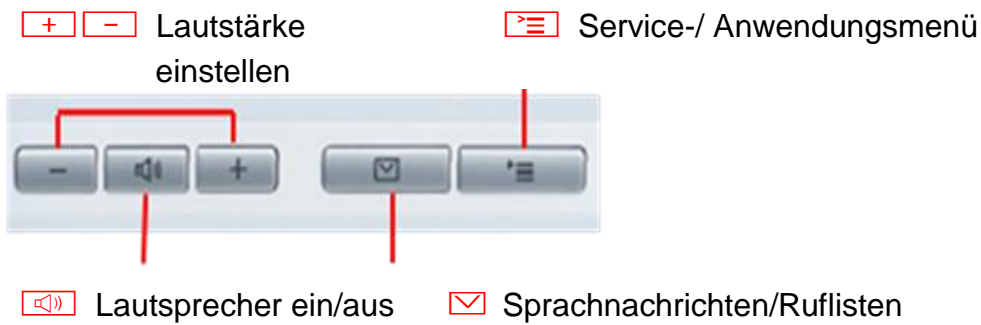 + − Lautstärke
einstellen
Service-/ Anwendungsmenü
− +
Lautsprecher ein/aus
Sprachnachrichten/Ruflisten